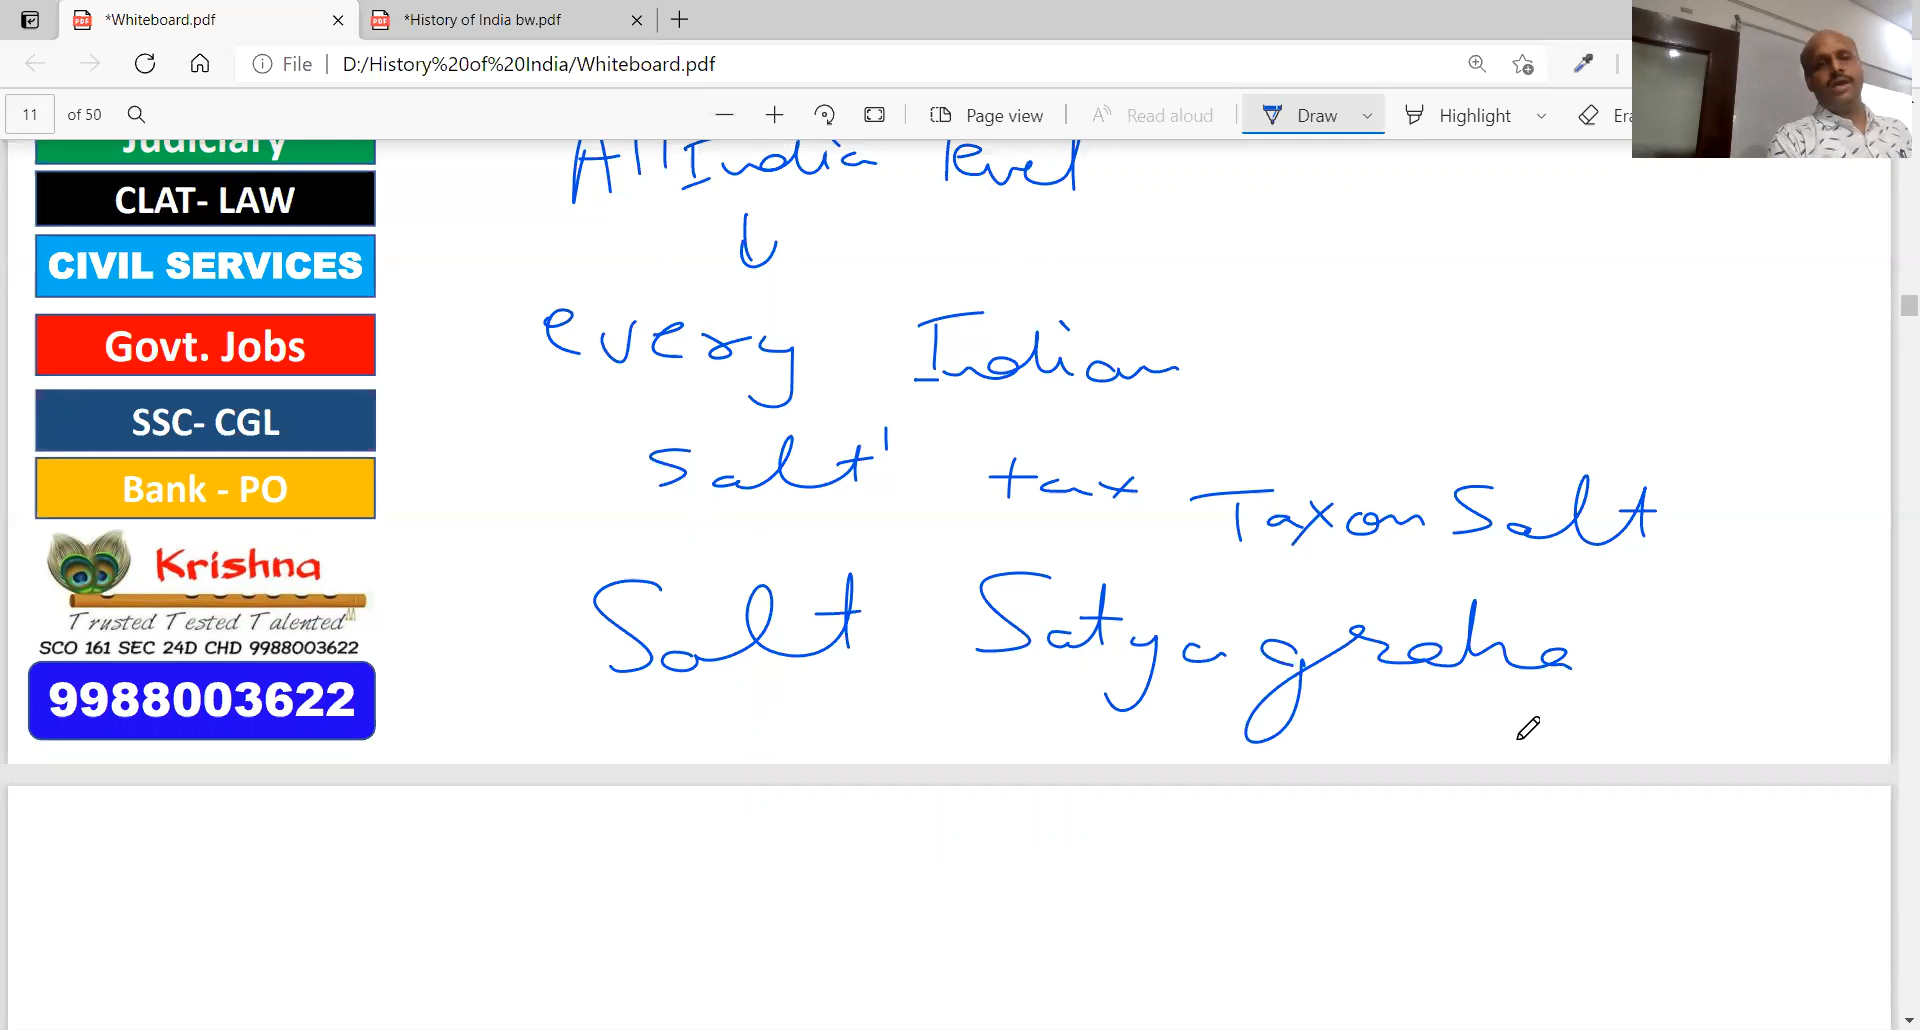 *Whiteboard.pdf
*History of India bw.pdf
File D:/History%20of%20India/Whiteboard.pdf
11 of 50 Page view Read aloud Draw Highlight Era
Judiciary
CLAT- LAW
CIVIL SERVICES
Govt. Jobs
SSC- CGL
Bank - PO
Krishna
Trusted Tested Talented
SCO 161 SEC 24D CHD 9988003622
9988003622
All India level
every Indian
Salt' tax Tax on Salt
Salt Satyagraha